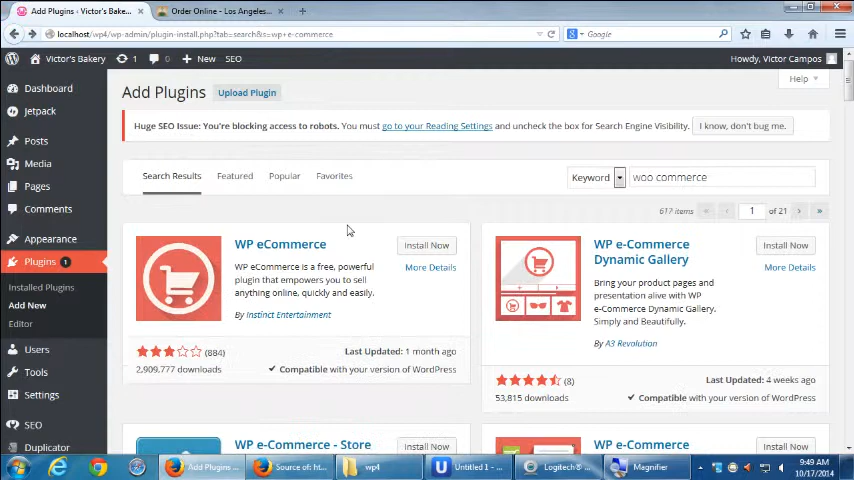 Add Plugins ‹ Victor's Bakery...
Order Online - Los Angeles...
localhost/wp4/wp-admin/plugin-install.php?tab=search&s=wp+e-commerce
Google
Victor's Bakery
1
0
New
SEO
Howdy, Victor Campos
Dashboard
Jetpack
Posts
Media
Pages
Comments
Appearance
Plugins 1
Installed Plugins
Add New
Editor
Users
Tools
Settings
SEO
Duplicator
Help
Add Plugins
Upload Plugin
Huge SEO Issue: You're blocking access to robots. You must go to your Reading Settings and uncheck the box for Search Engine Visibility.
I know, don't bug me.
Search Results
Featured
Popular
Favorites
Keyword
woo commerce
617 items
«
‹
1
of 21
›
»
WP eCommerce
Install Now
WP eCommerce is a free, powerful
More Details
plugin that empowers you to sell
anything online, quickly and easily.
By Instinct Entertainment
(884)
Last Updated: 1 month ago
2,909,777 downloads
Compatible with your version of WordPress
WP e-Commerce
Dynamic Gallery
Install Now
More Details
Bring your product pages and
presentation alive with WP
e-Commerce Dynamic Gallery.
Simply and Beautifully.
By A3 Revolution
(8)
Last Updated: 4 weeks ago
53,815 downloads
Compatible with your version of WordPress
WP e-Commerce - Store
Install Now
WP e-Commerce
Install Now
Add Plugins ...
Source of: ht...
wp4
Untitled 1 - ...
Logitech® ...
Magnifier
9:49 AM
10/17/2014